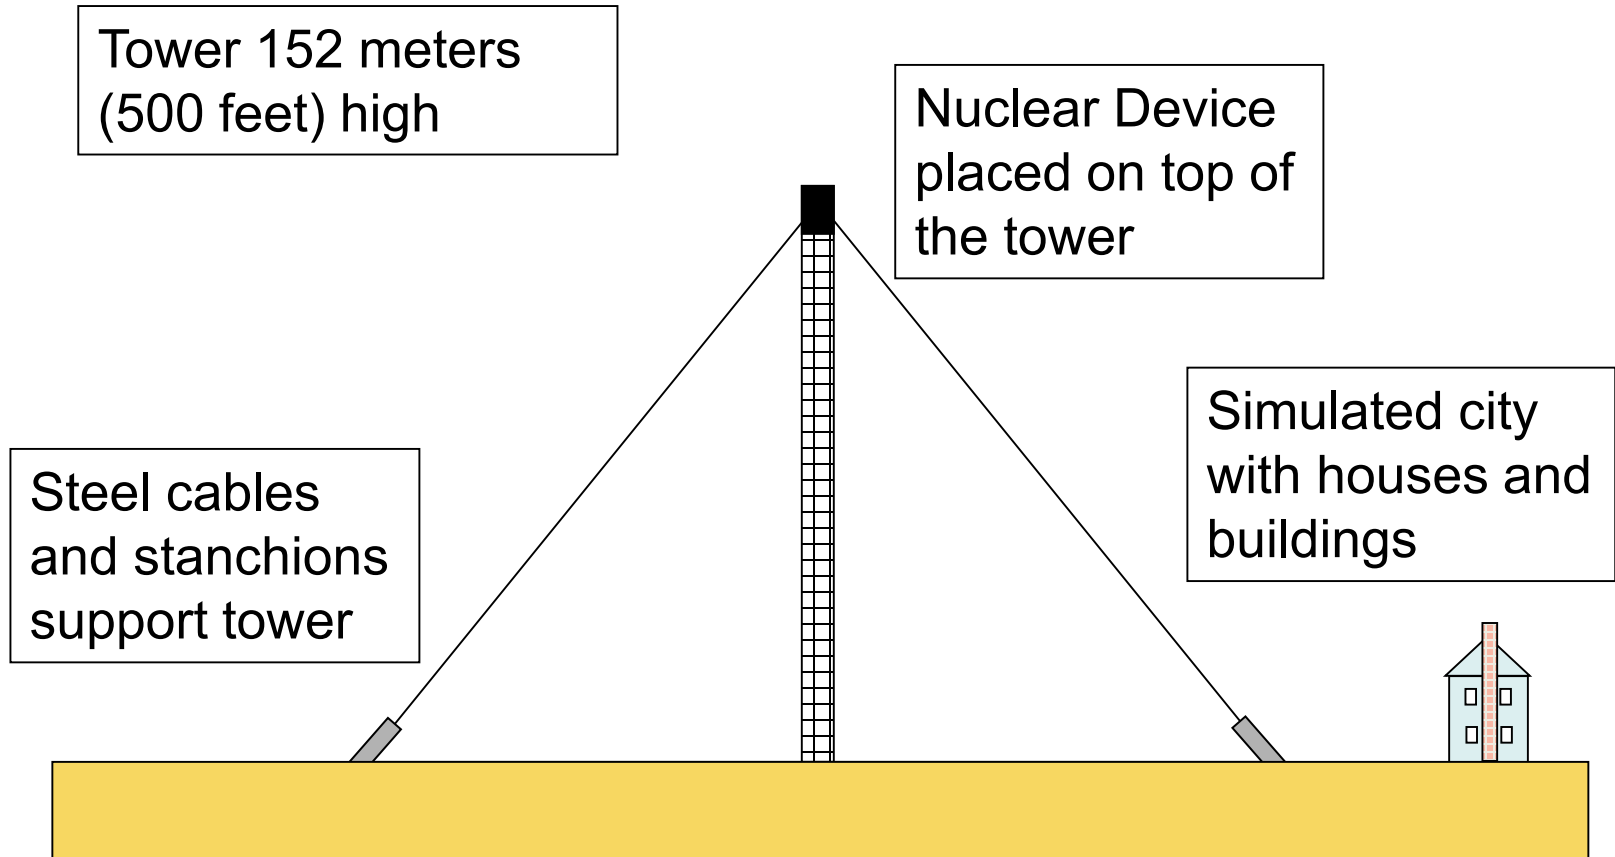 Tower 152 meters
(500 feet) high
Nuclear Device
placed on top of
the tower
Simulated city
with houses and
buildings
Steel cables
and stanchions
support tower